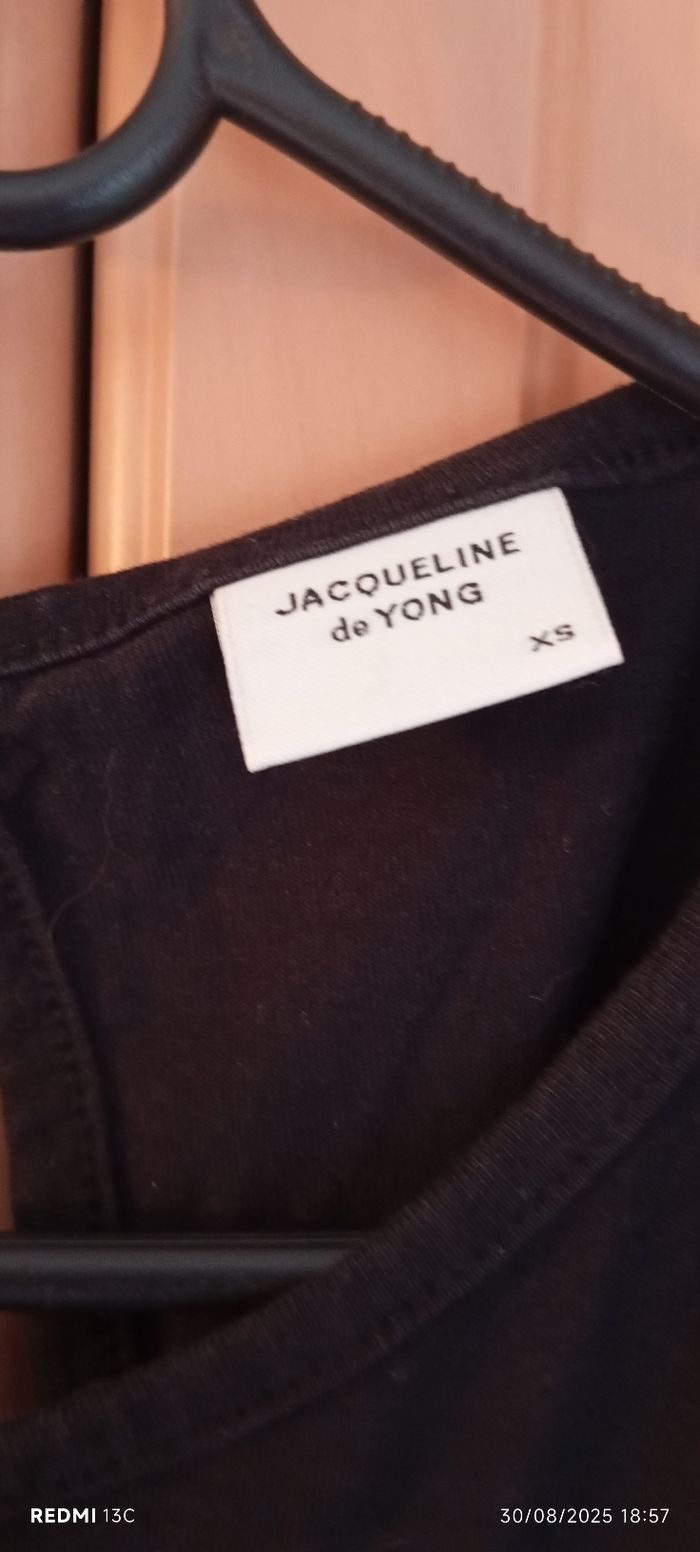 JACQUELINE
de YONG
XS
REDMI 13C
30/08/2025 18:57